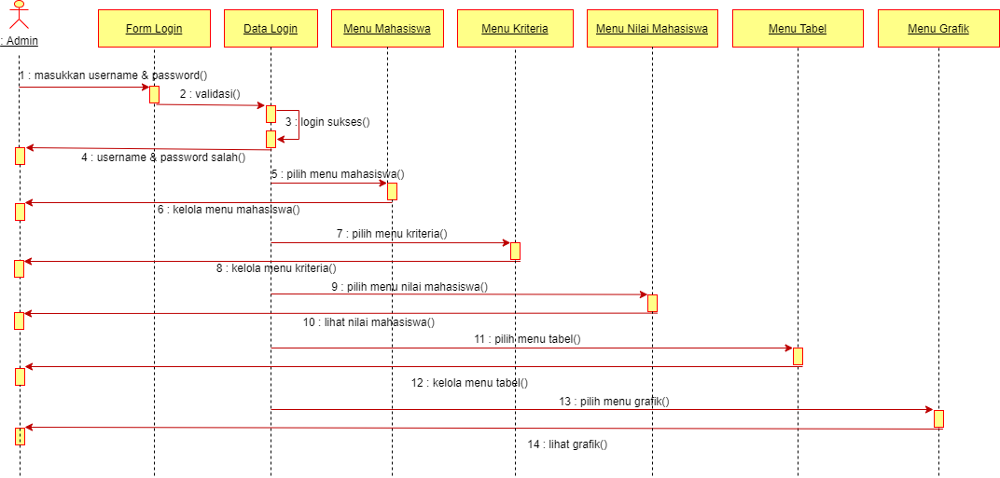 : Admin
Form Login
Data Login
Menu Mahasiswa
Menu Kriteria
Menu Nilai Mahasiswa
Menu Tabel
Menu Grafik
1 : masukkan username & password()
2 : validasi()
3 : login sukses()
4 : username & password salah()
5 : pilih menu mahasiswa()
6 : kelola menu mahasiswa()
7 : pilih menu kriteria()
8 : kelola menu kriteria()
9 : pilih menu nilai mahasiswa()
10 : lihat nilai mahasiswa()
11 : pilih menu tabel()
12 : kelola menu tabel()
13 : pilih menu grafik()
14 : lihat grafik()